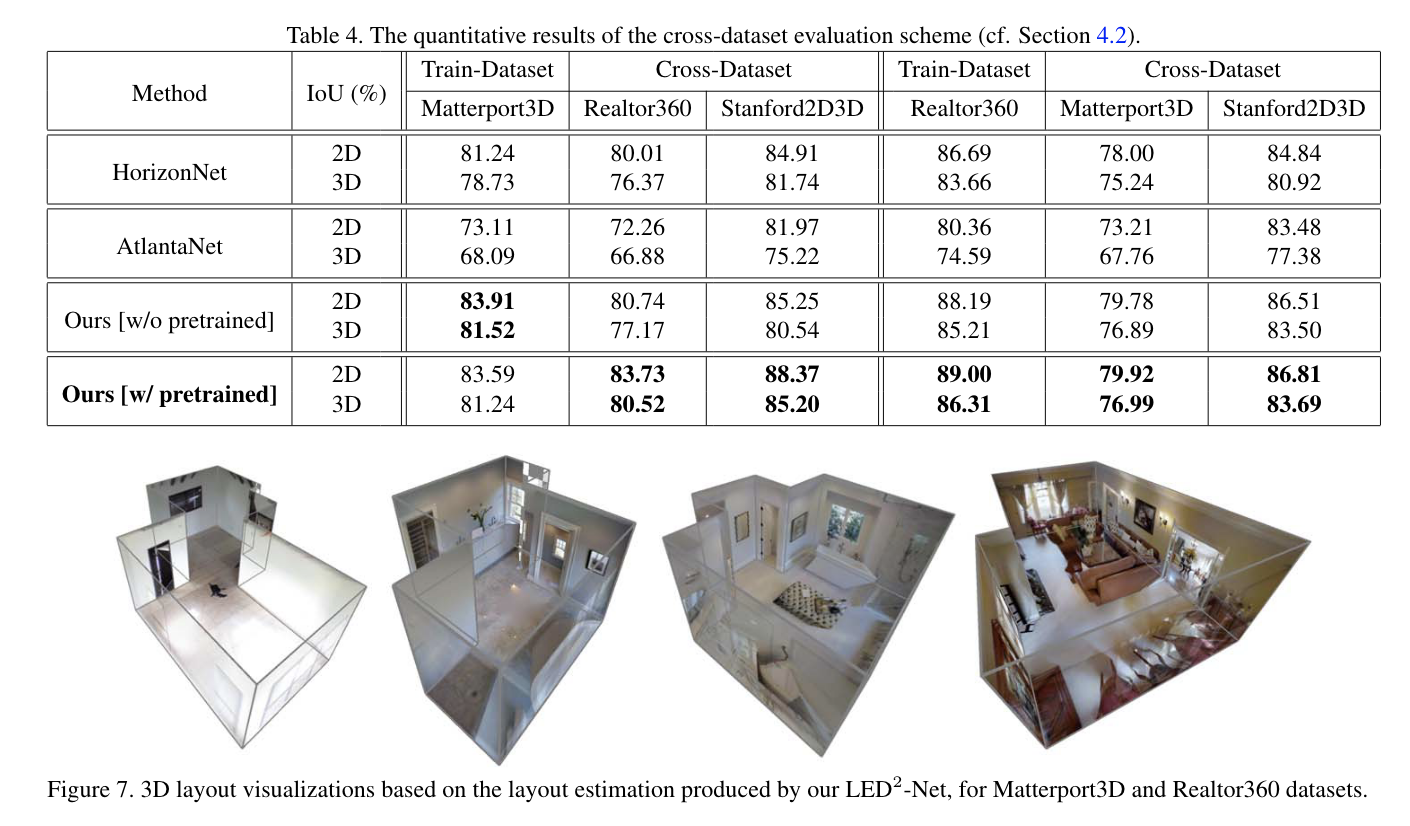 Table 4. The quantitative results of the cross-dataset evaluation scheme (cf. Section 4.2).
Method IoU (%) Train-Dataset Cross-Dataset Train-Dataset Cross-Dataset
Matterport3D Realtor360 Stanford2D3D Realtor360 Matterport3D Stanford2D3D
HorizonNet
2D 81.24 80.01 84.91 86.69 78.00 84.84
3D 78.73 76.37 81.74 83.66 75.24 80.92
AtlantaNet
2D 73.11 72.26 81.97 80.36 73.21 83.48
3D 68.09 66.88 75.22 74.59 67.76 77.38
Ours [w/o pretrained]
2D 83.91 80.74 85.25 88.19 79.78 86.51
3D 81.52 77.17 80.54 85.21 76.89 83.50
Ours [w/ pretrained]
2D 83.59 83.73 88.37 89.00 79.92 86.81
3D 81.24 80.52 85.20 86.31 76.99 83.69
Figure 7. 3D layout visualizations based on the layout estimation produced by our LED²-Net, for Matterport3D and Realtor360 datasets.